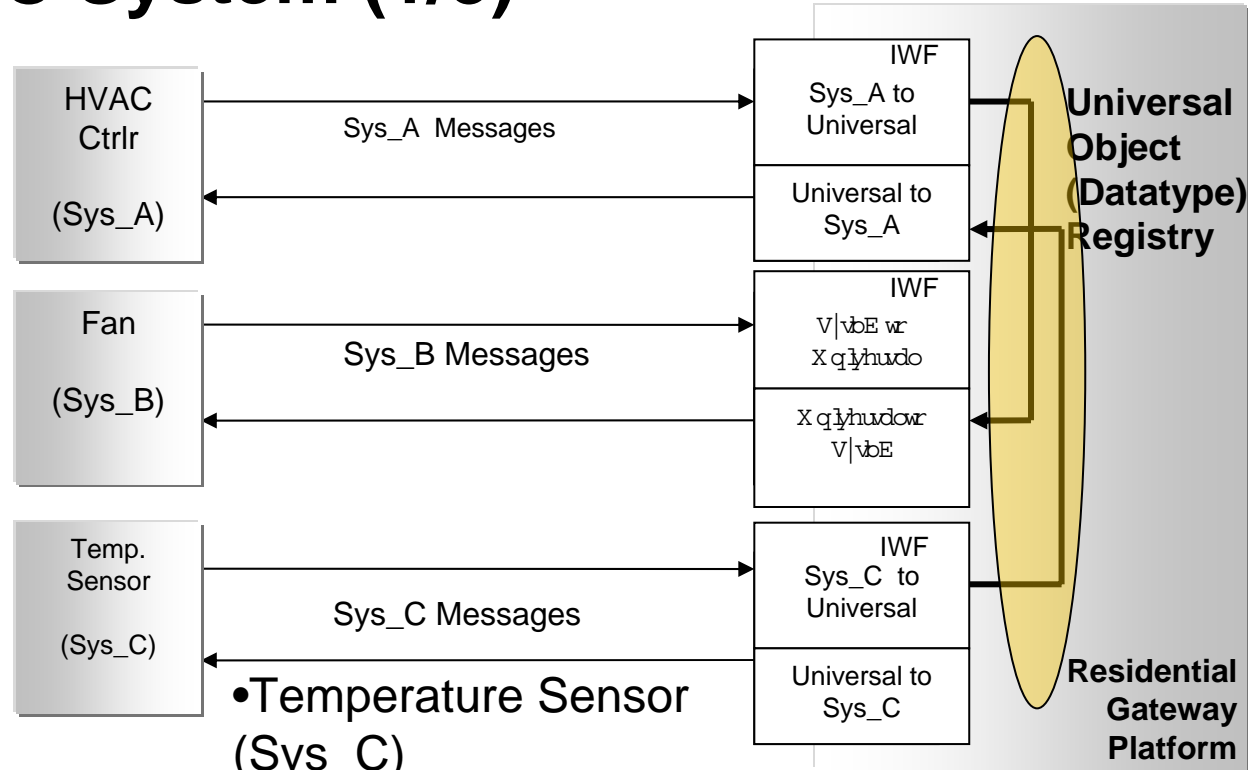 HVAC
Ctrlr
(Sys_A)
Sys_A Messages
IWF
Sys_A to
Universal
Universal to
Sys_A
Universal
Object
(Datatype)
Registry
Fan
(Sys_B)
Sys_B Messages
IWF
V|vbE wr
X qlyhuvdo
X qlyhuvdowr
V|vbE
Temp.
Sensor
(Sys_C)
Sys_C Messages
IWF
Sys_C to
Universal
Universal to
Sys_C
•Temperature Sensor
(Sys_C)
Residential
Gateway
Platform